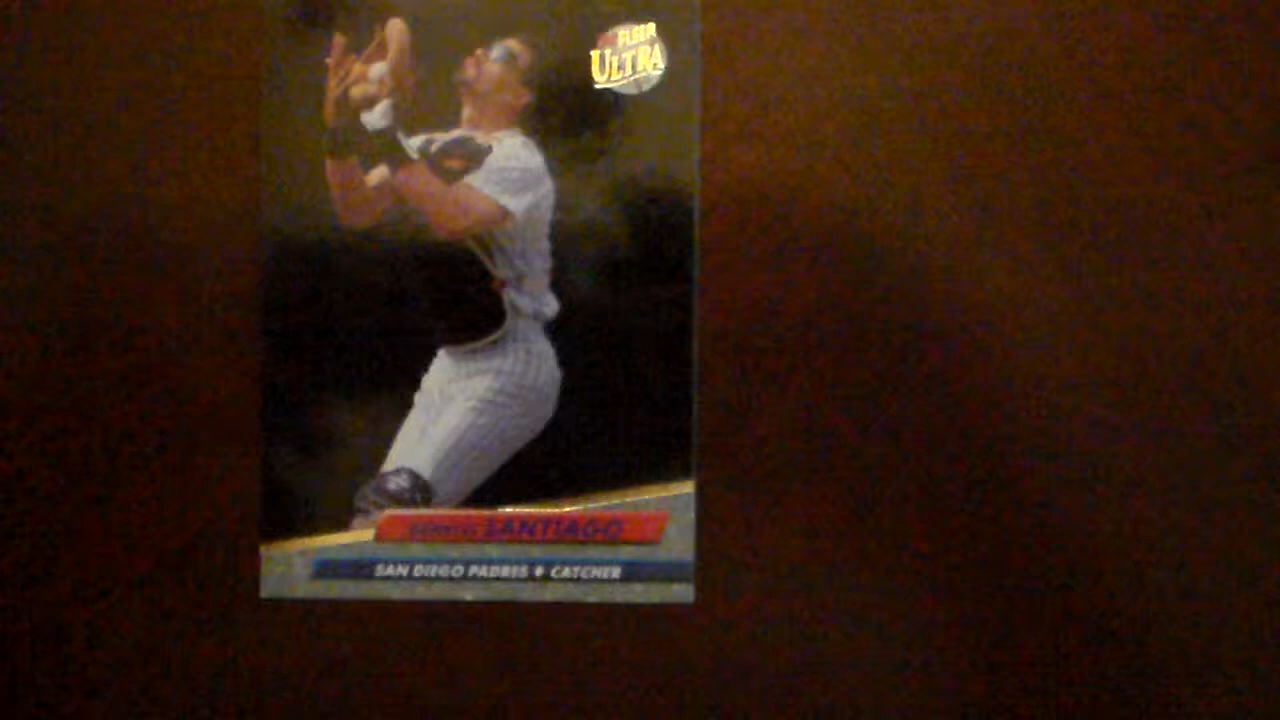 FLEER
ULTRA
SANTIAGO
SAN DIEGO PADRES • CATCHER